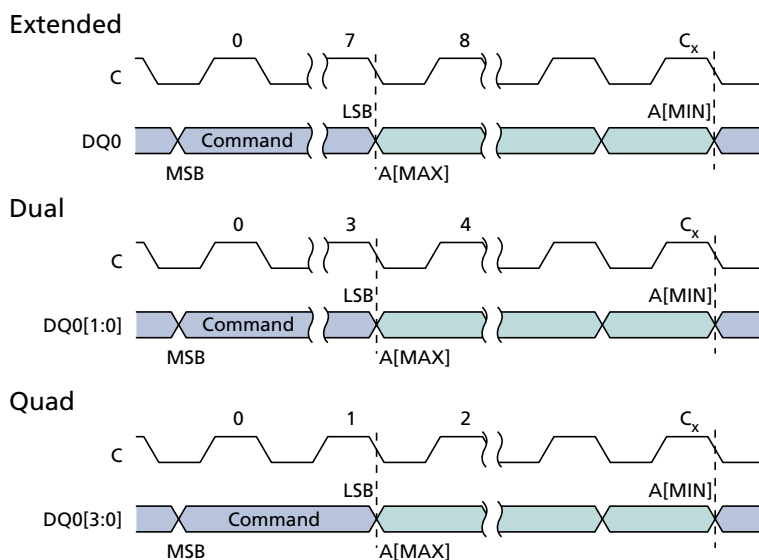 Extended
0 7 8 Cx
C
LSB A[MIN]
DQ0 Command
MSB A[MAX]
Dual
0 3 4 Cx
C
LSB A[MIN]
DQ0[1:0] Command
MSB A[MAX]
Quad
0 1 2 Cx
C
LSB A[MIN]
DQ0[3:0] Command
MSB A[MAX]